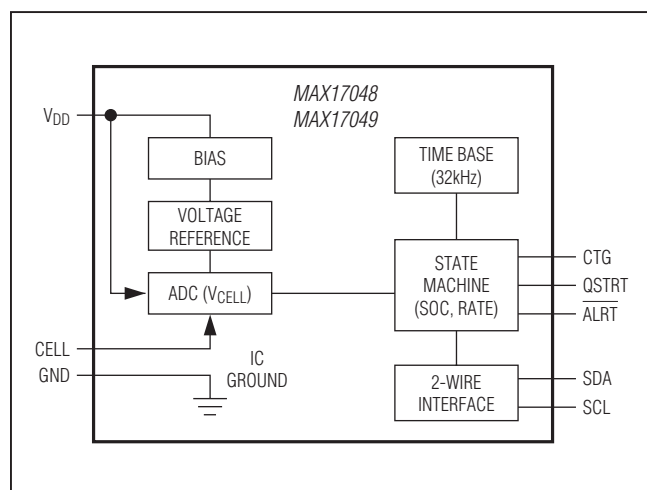 MAX17048
MAX17049
VDD
BIAS
TIME BASE
(32kHz)
VOLTAGE
REFERENCE
ADC (VCELL)
STATE
MACHINE
(SOC, RATE)
CTG
QSTRT
ALRT
CELL
GND
IC
GROUND
2-WIRE
INTERFACE
SDA
SCL